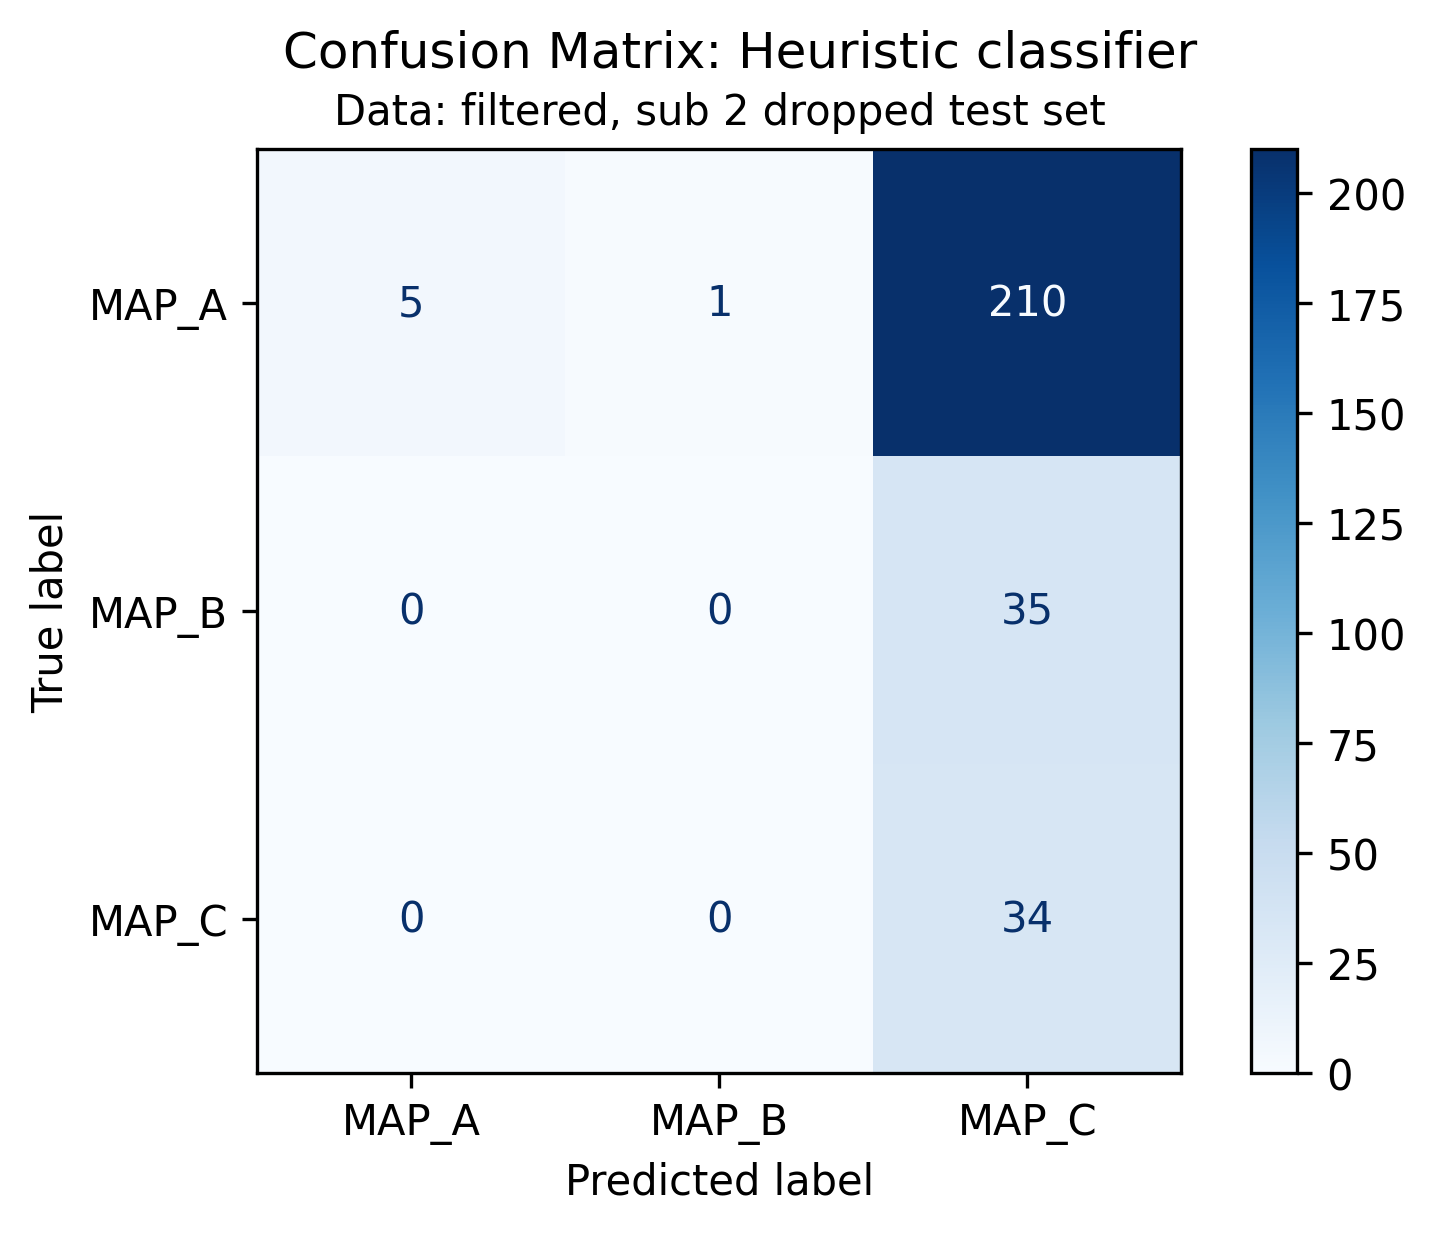 Confusion Matrix: Heuristic classifier
Data: filtered, sub 2 dropped test set
True label
MAP_A
5
1
210
MAP_B
0
0
35
MAP_C
0
0
34
MAP_A
MAP_B
MAP_C
Predicted label
200
175
150
125
100
75
50
25
0